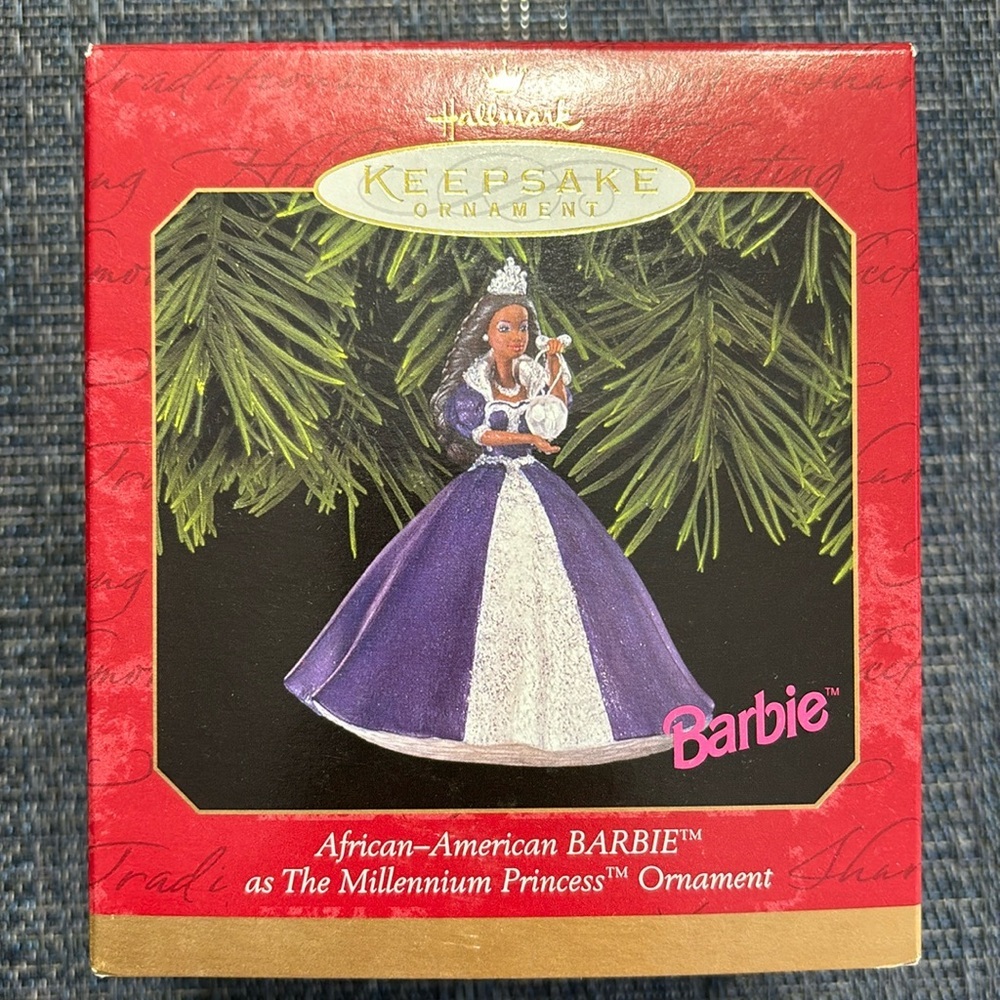 Hallmark
KEEPSAKE
ORNAMENT
Barbie™
African–American BARBIE™
as The Millennium Princess™ Ornament